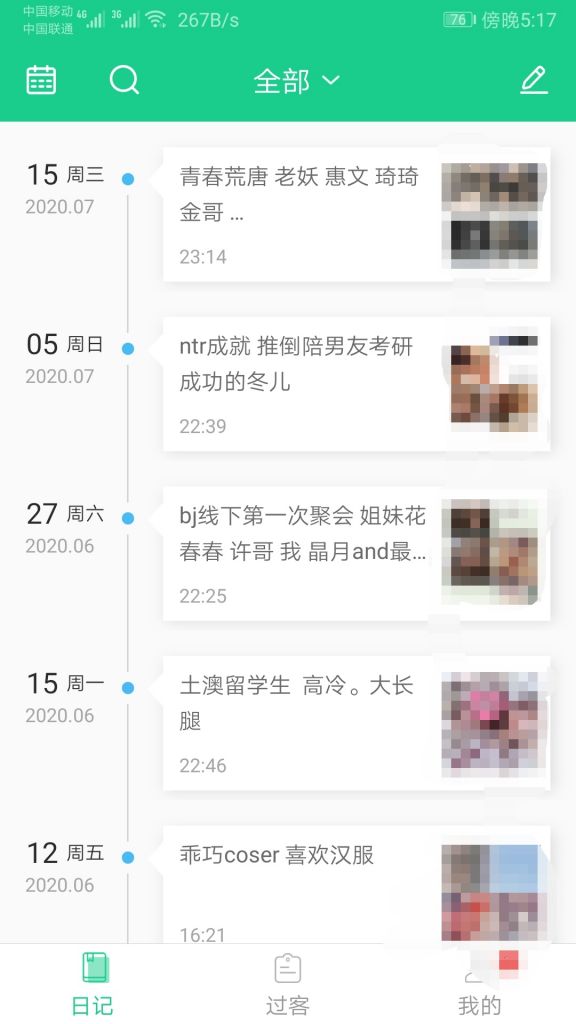 中国移动 4G 3G 267B/s 76 傍晚5:17
中国联通
全部
15 周三
2020.07
青春荒唐 老妖 惠文 琦琦
金哥 ...
23:14
05 周日
2020.07
ntr成就 推倒陪男友考研
成功的冬儿
22:39
27 周六
2020.06
bj线下第一次聚会 姐妹花
春春 许哥 我 晶月and最...
22:25
15 周一
2020.06
土澳留学生 高冷。大长
腿
22:46
12 周五
2020.06
乖巧coser 喜欢汉服
16:21
日记
过客
我的